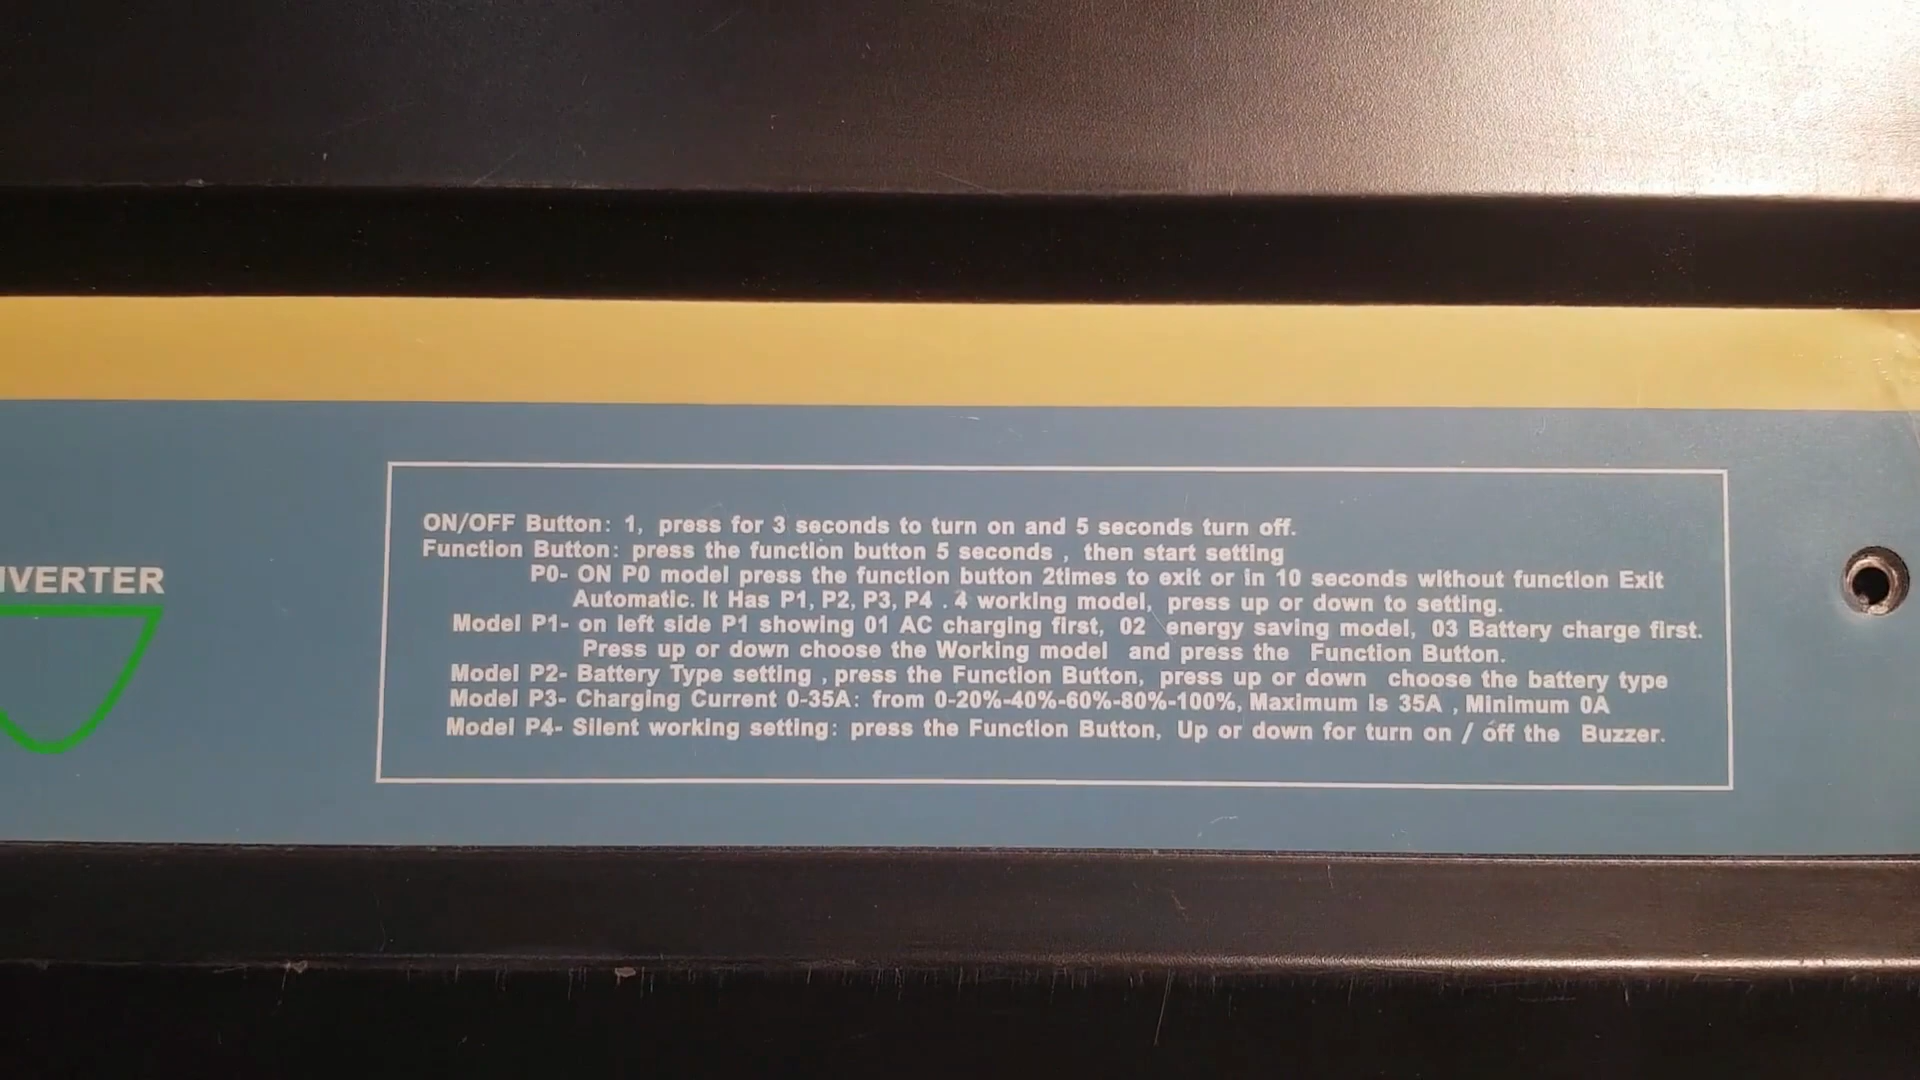 IVERTER
ON/OFF Button: 1, press for 3 seconds to turn on and 5 seconds turn off.
Function Button: press the function button 5 seconds , then start setting
P0- ON P0 model press the function button 2times to exit or in 10 seconds without function Exit
Automatic. It Has P1, P2, P3, P4 . 4 working model, press up or down to setting.
Model P1- on left side P1 showing 01 AC charging first, 02 energy saving model, 03 Battery charge first.
Press up or down choose the Working model and press the Function Button.
Model P2- Battery Type setting , press the Function Button, press up or down choose the battery type
Model P3- Charging Current 0-35A: from 0-20%-40%-60%-80%-100%, Maximum Is 35A , Minimum 0A
Model P4- Silent working setting: press the Function Button, Up or down for turn on / off the Buzzer.